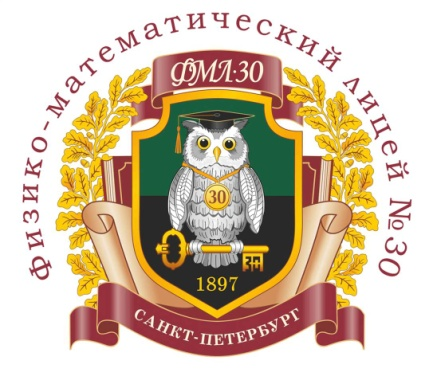 Физико-математический лицей №30
ФМЛ·30
30
1897
САНКТ-ПЕТЕРБУРГ